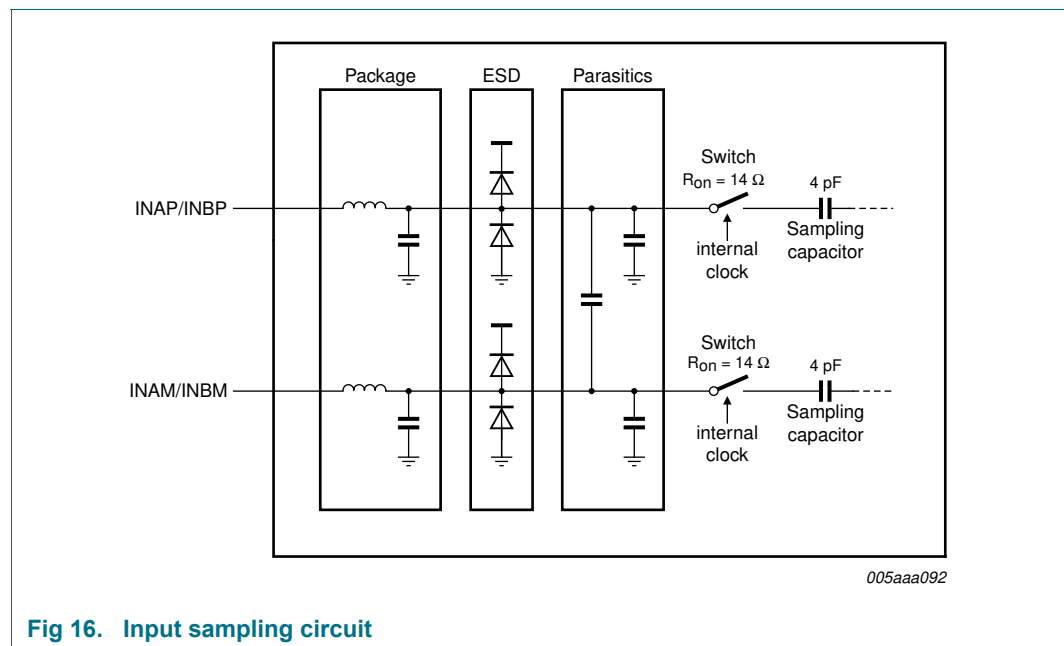 Package
ESD
Parasitics
Switch
Ron = 14 Ω
4 pF
INAP/INBP
internal
clock
Sampling
capacitor
Switch
Ron = 14 Ω
4 pF
INAM/INBM
internal
clock
Sampling
capacitor
005aaa092
Fig 16. Input sampling circuit